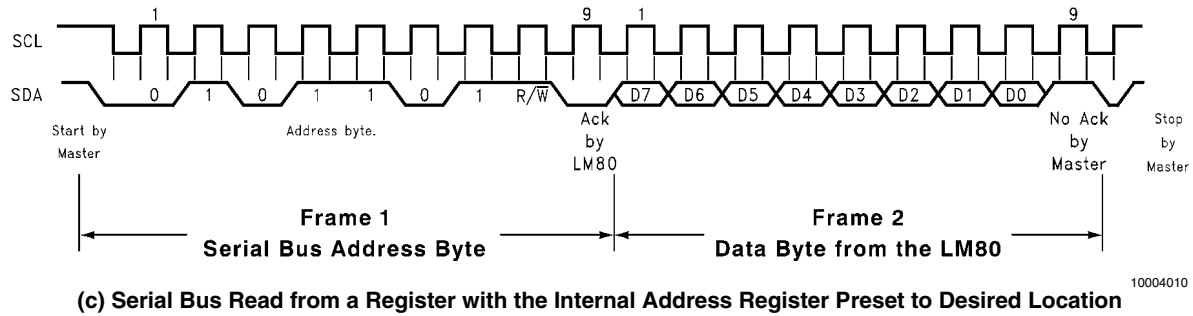 1 9 1 9
SCL
SDA 0 1 0 1 1 0 1 R/W̅ D7 D6 D5 D4 D3 D2 D1 D0
Start by
Master
Address byte.
Ack
by
LM80
No Ack
by
Master
Stop
by
Master
Frame 1
Serial Bus Address Byte
Frame 2
Data Byte from the LM80
10004010
(c) Serial Bus Read from a Register with the Internal Address Register Preset to Desired Location